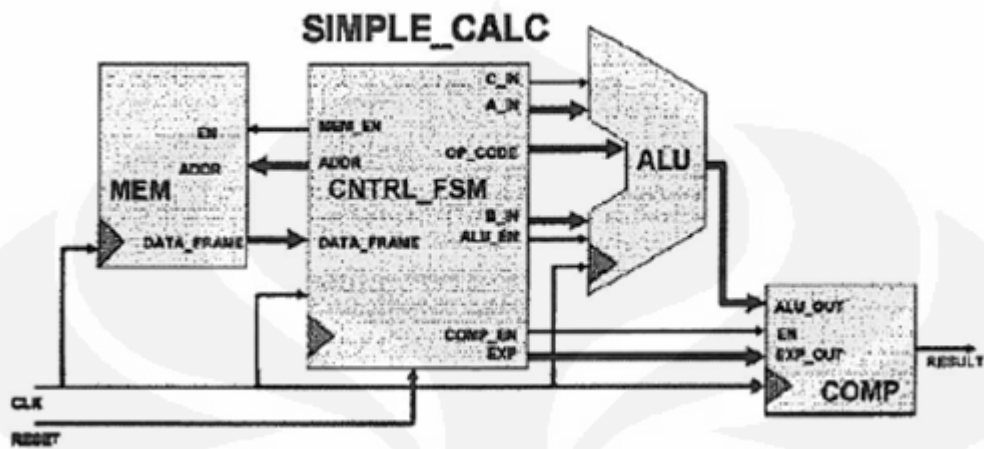 SIMPLE_CALC
MEM
EN
ADDR
DATA_FRAME
CNTRL_FSM
MEM_EN
ADDR
DATA_FRAME
C_IN
A_IN
OP_CODE
B_IN
ALU_EN
COMP_EN
EXP
ALU
ALU_OUT
EN
EXP_OUT
COMP
RESULT
CLK
RESET